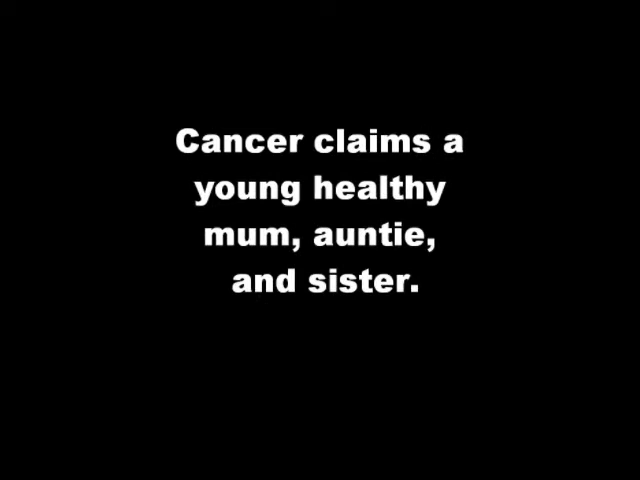 Cancer claims a
young healthy
mum, auntie,
and sister.